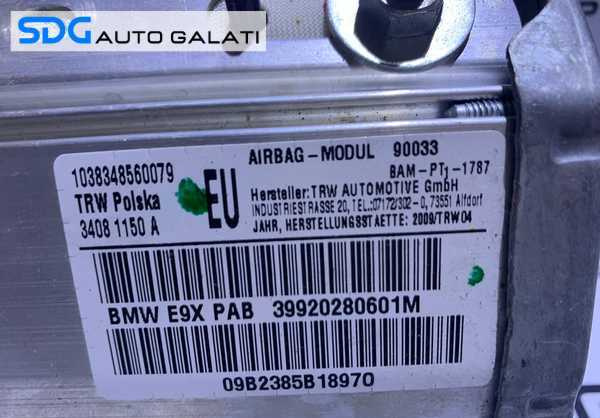 SDG AUTO GALATI
AIRBAG-MODUL 90033
BAM-PT1-1787
1038348560079
TRW Polska
3408 1150 A
EU
Hersteller: TRW AUTOMOTIVE GmbH
INDUSTRIESTRASSE 20, TEL.:07172/302-0, 73551 Alfdorf
JAHR, HERSTELLUNGSSTAETTE: 2009/TRW04
BMW E9X PAB 39920280601M
09B2385B18970